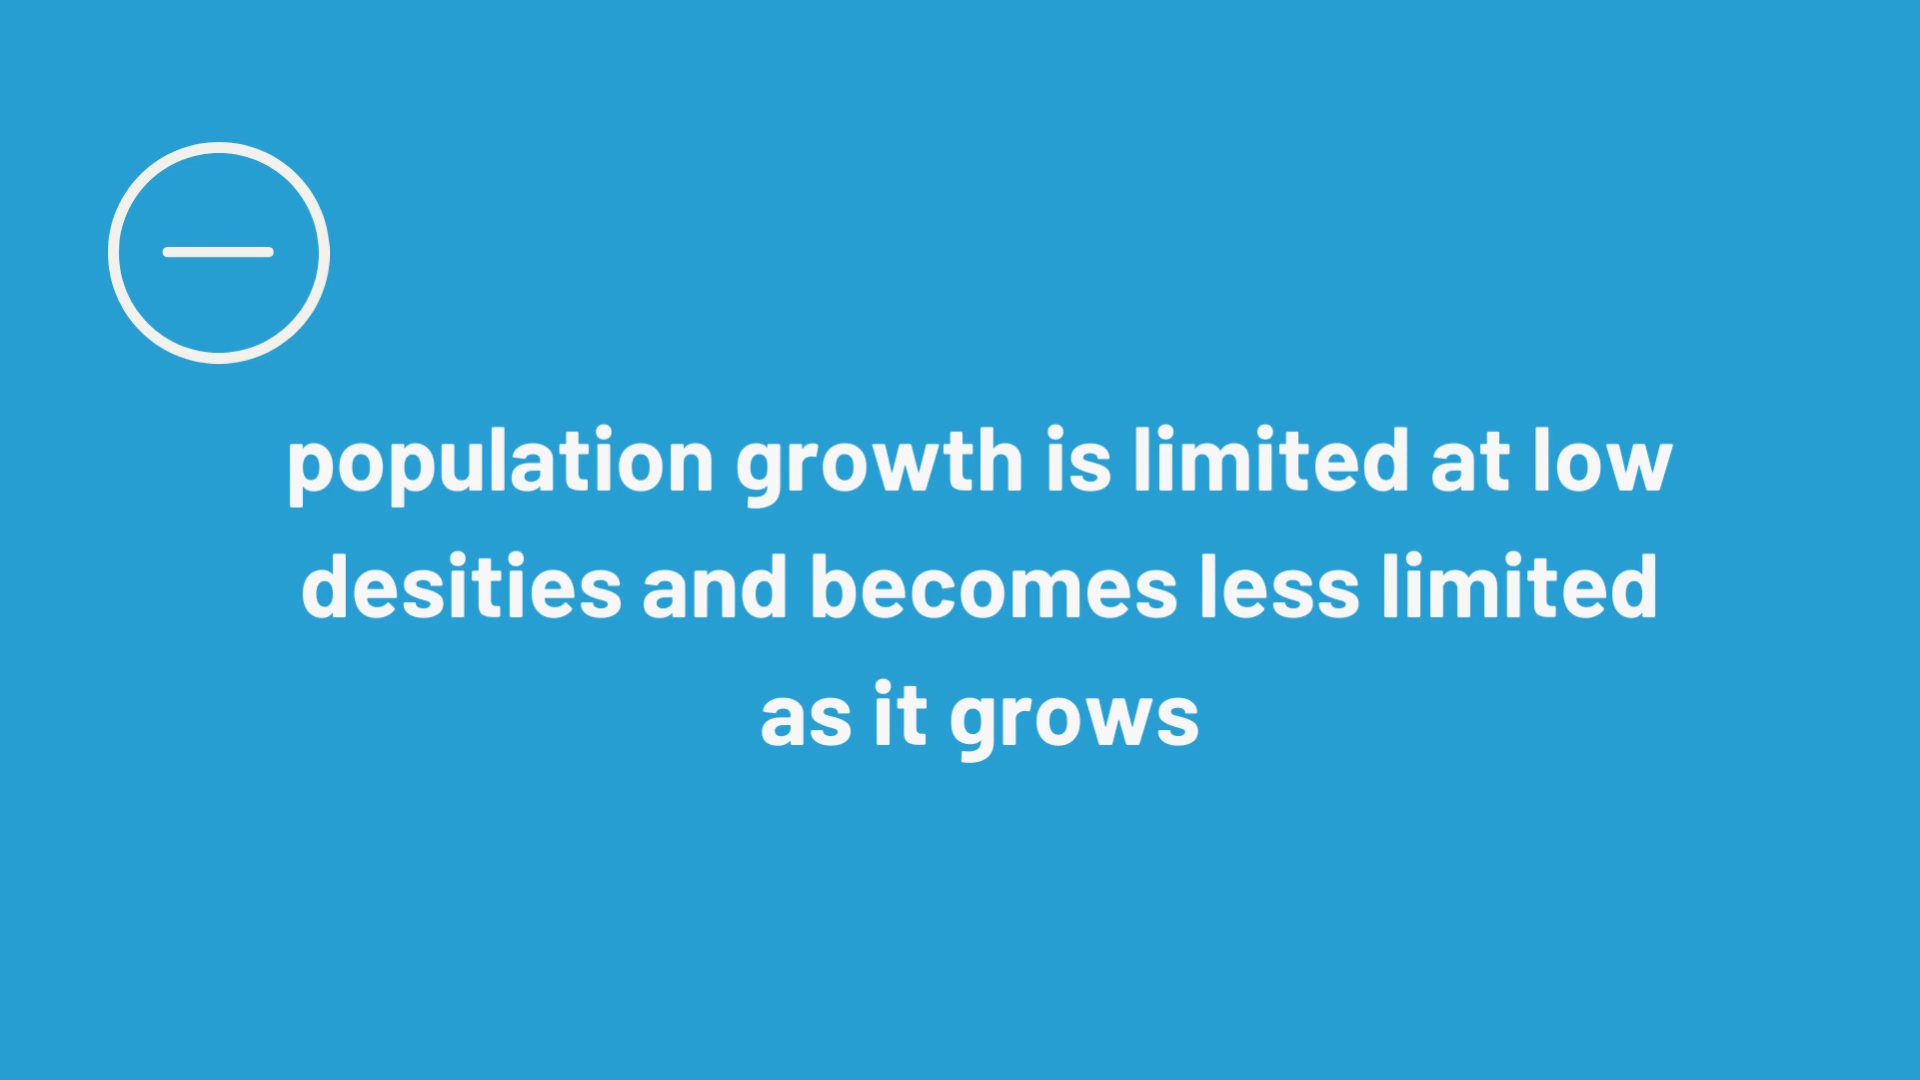 population growth is limited at low
desities and becomes less limited
as it grows